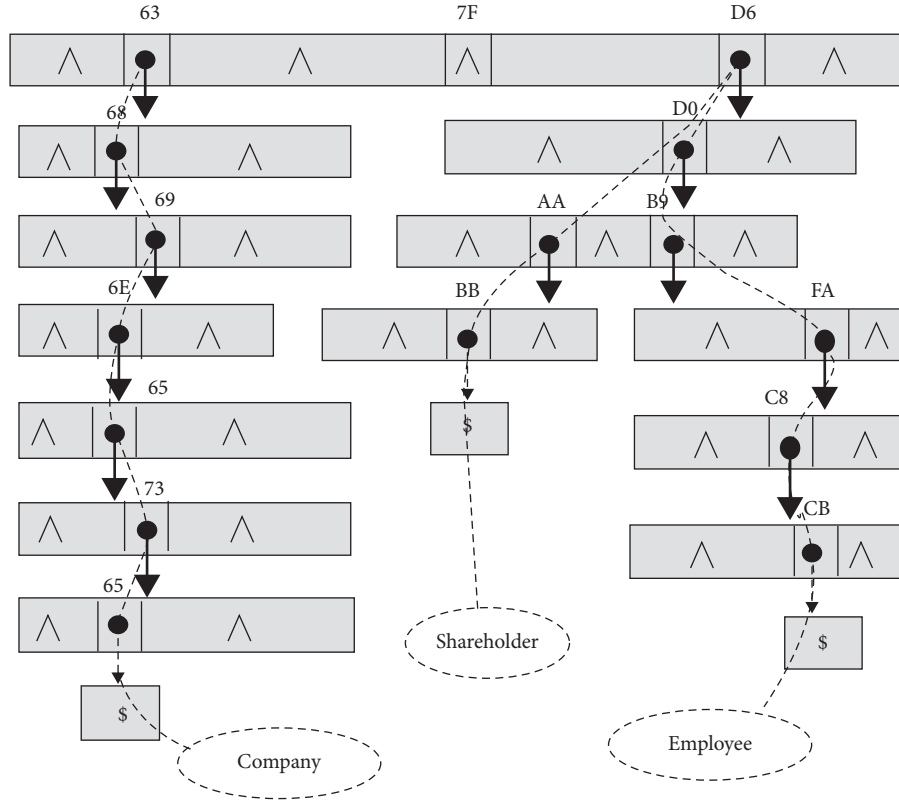 63 7F D6
∧ ∧ ∧ ∧
68 D0
∧ ∧ ∧ ∧
69 AA B9
∧ ∧ ∧ ∧ ∧
6E BB FA
∧ ∧ ∧ ∧ ∧ ∧
65 C8
∧ ∧ $ ∧ ∧
73 CB
∧ ∧ ∧ ∧
65
∧ ∧ Shareholder $
$ Company Employee